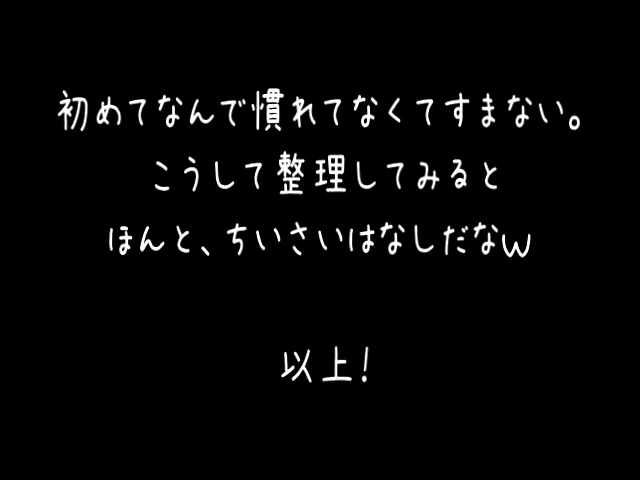 初めてなんで慣れてなくてすまない。
こうして整理してみると
ほんと、ちいさいはなしだなw
以上!